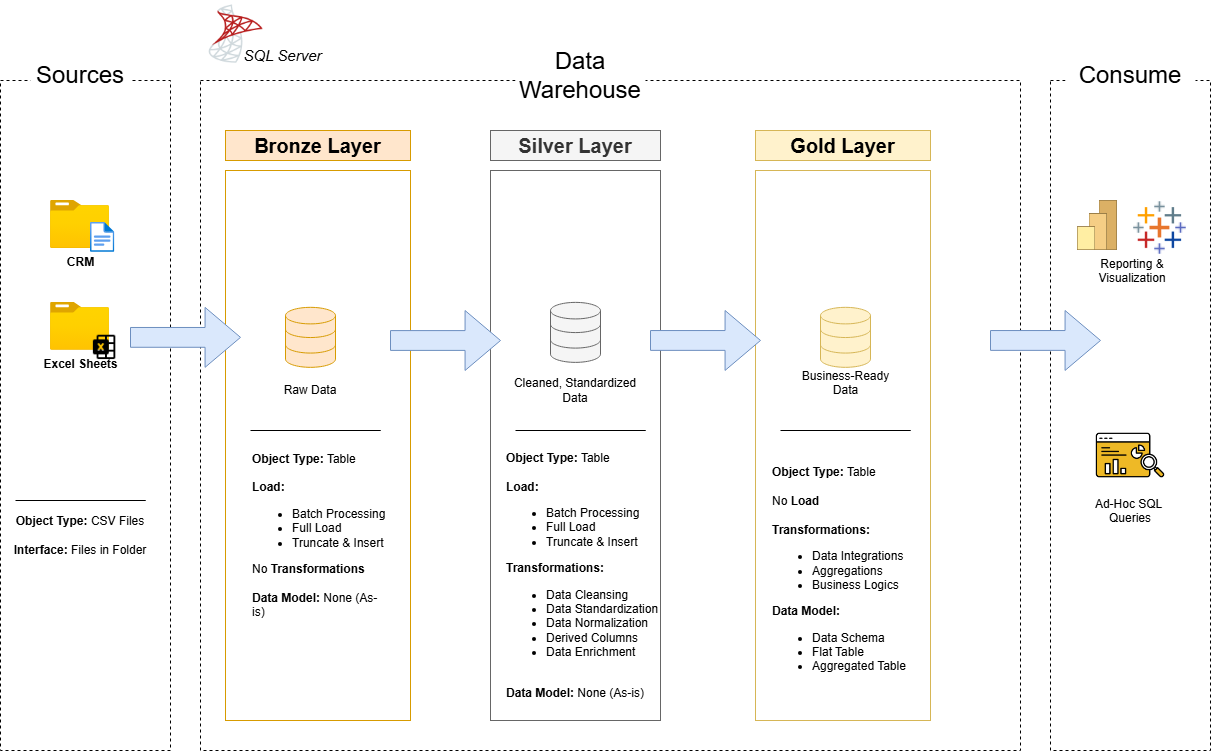 SQL Server
Sources
Data
Warehouse
Consume
Bronze Layer
Silver Layer
Gold Layer
CRM
Excel Sheets
Object Type: CSV Files
Interface: Files in Folder
Raw Data
Object Type: Table
Load:
Batch Processing
Full Load
Truncate & Insert
No Transformations
Data Model: None (As-
is)
Cleaned, Standardized
Data
Object Type: Table
Load:
Batch Processing
Full Load
Truncate & Insert
Transformations:
Data Cleansing
Data Standardization
Data Normalization
Derived Columns
Data Enrichment
Data Model: None (As-is)
Business-Ready
Data
Object Type: Table
No Load
Transformations:
Data Integrations
Aggregations
Business Logics
Data Model:
Data Schema
Flat Table
Aggregated Table
Reporting &
Visualization
Ad-Hoc SQL
Queries